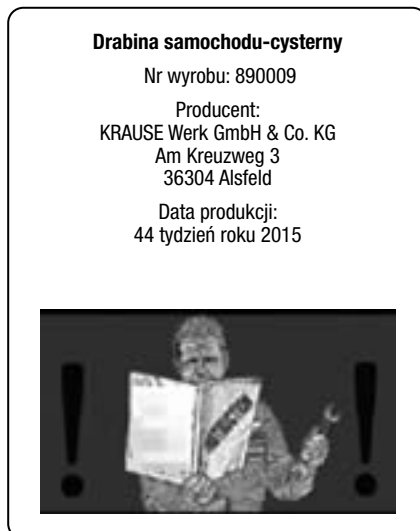 Drabina samochodu-cysterny
Nr wyrobu: 890009
Producent:
KRAUSE Werk GmbH & Co. KG
Am Kreuzweg 3
36304 Alsfeld
Data produkcji:
44 tydzień roku 2015
! !